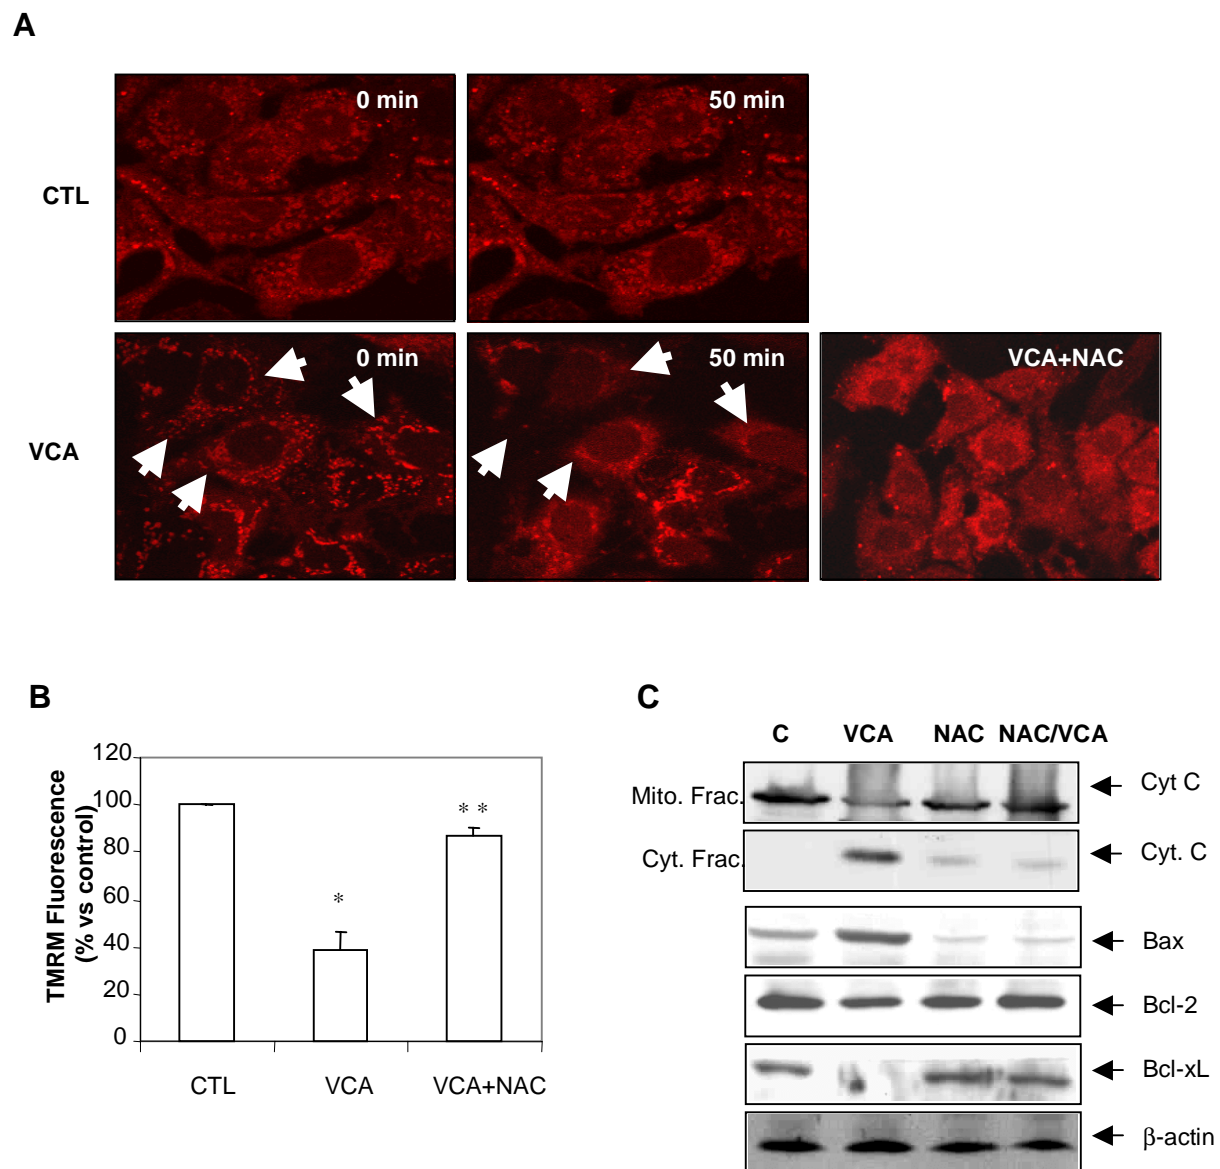 A
CTL
0 min
50 min
VCA
0 min
50 min
VCA+NAC
B
TMRM Fluorescence
(% vs control)
120
100
80
60
40
20
0
*
* *
CTL
VCA
VCA+NAC
C
C VCA NAC NAC/VCA
Mito. Frac. Cyt C
Cyt. Frac. Cyt. C
Bax
Bcl-2
Bcl-xL
β-actin